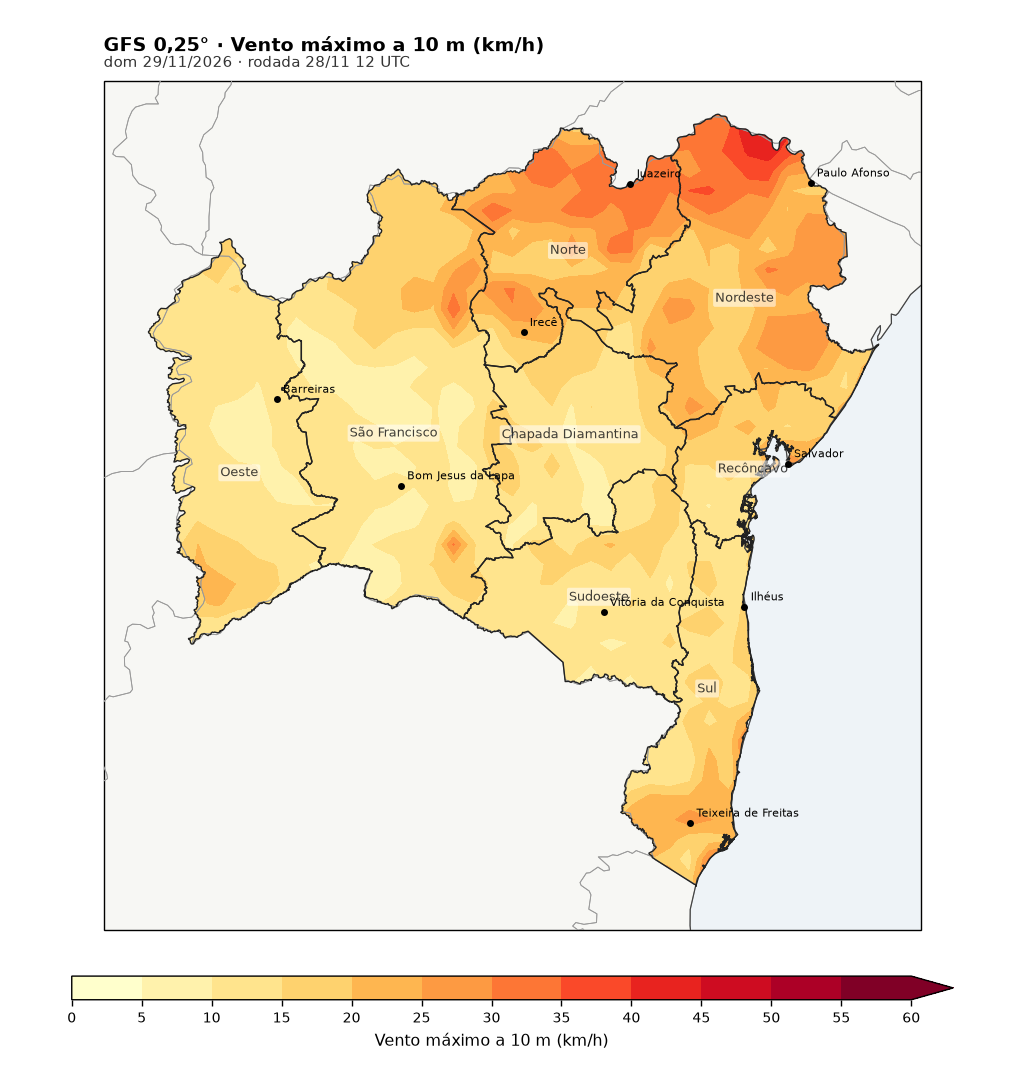 GFS 0,25° · Vento máximo a 10 m (km/h)
dom 29/11/2026 · rodada 28/11 12 UTC
Juazeiro
Paulo Afonso
Norte
Nordeste
Irecê
Barreiras
São Francisco
Chapada Diamantina
Salvador
Oeste
Recôncavo
Bom Jesus da Lapa
Sudoeste
Ilhéus
Vitória da Conquista
Sul
Teixeira de Freitas
0 5 10 15 20 25 30 35 40 45 50 55 60
Vento máximo a 10 m (km/h)